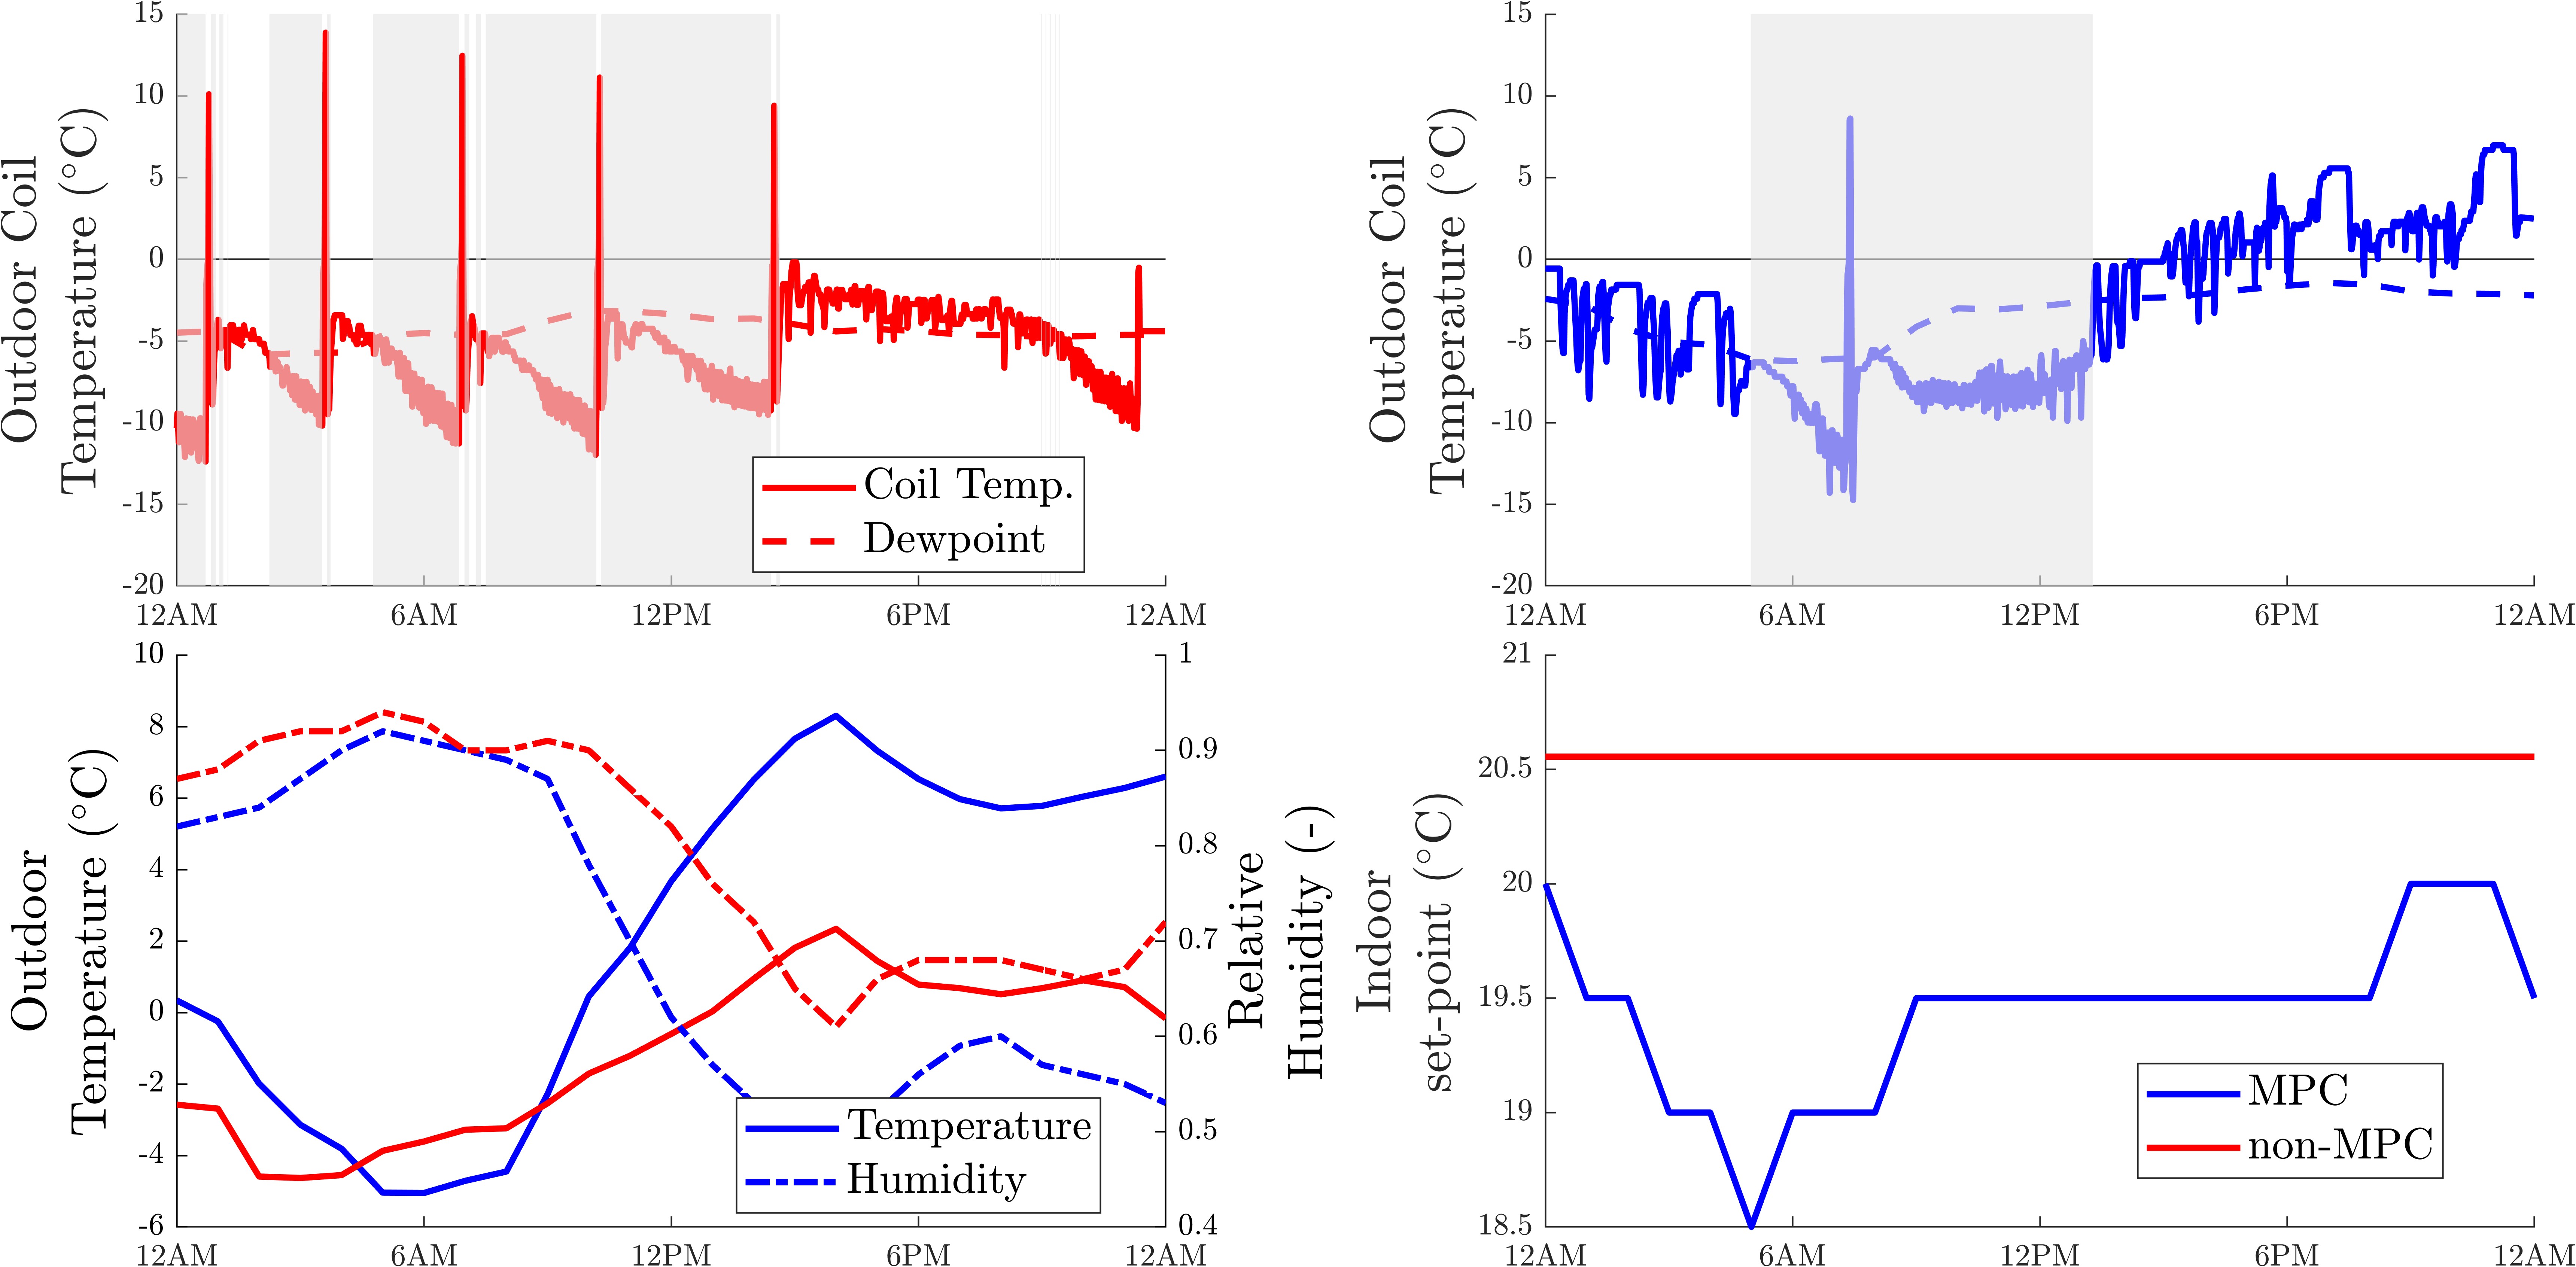 Outdoor Coil
Temperature (°C)
15
10
5
0
-5
-10
-15
-20
12AM
6AM
12PM
6PM
12AM
Coil Temp.
Dewpoint
Outdoor Coil
Temperature (°C)
15
10
5
0
-5
-10
-15
-20
12AM
6AM
12PM
6PM
12AM
Outdoor
Temperature (°C)
10
8
6
4
2
0
-2
-4
-6
12AM
6AM
12PM
6PM
12AM
1
0.9
0.8
0.7
0.6
0.5
0.4
Relative
Humidity (-)
Temperature
Humidity
Indoor
set-point (°C)
21
20.5
20
19.5
19
18.5
12AM
6AM
12PM
6PM
12AM
MPC
non-MPC